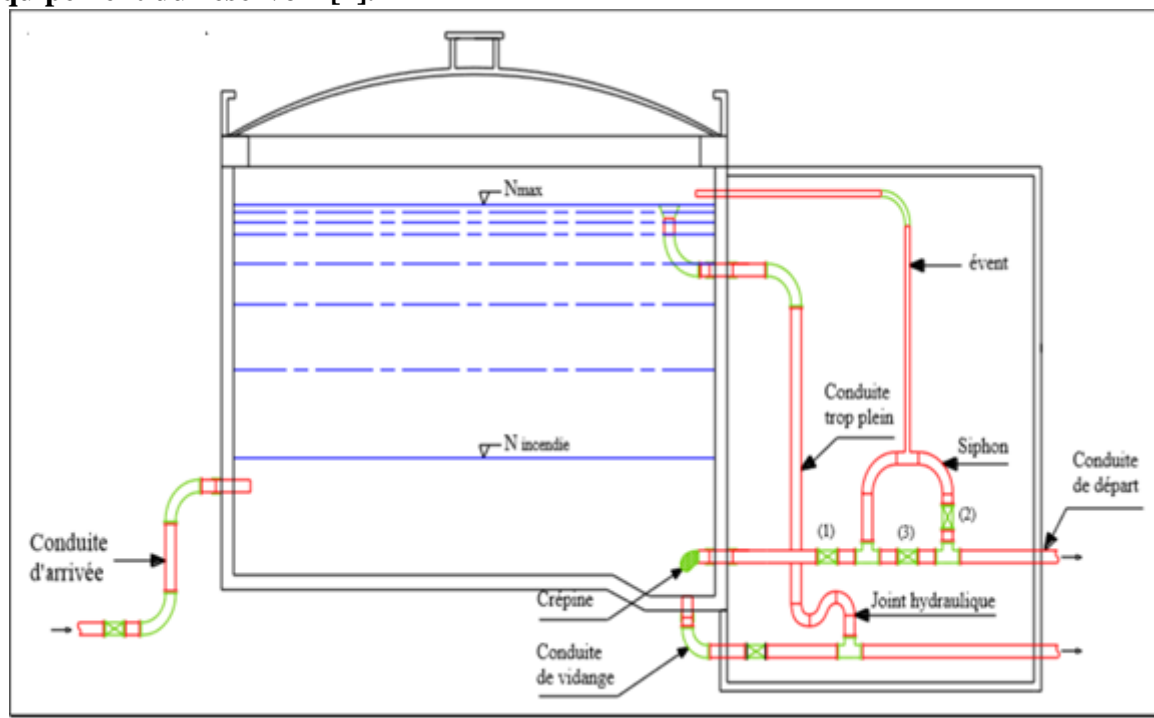 Nmax
évent
Conduite
trop plein
N incendie
Siphon
Conduite
de départ
(1)
(3)
(2)
Conduite
d'arrivée
Crépine
Joint hydraulique
Conduite
de vidange